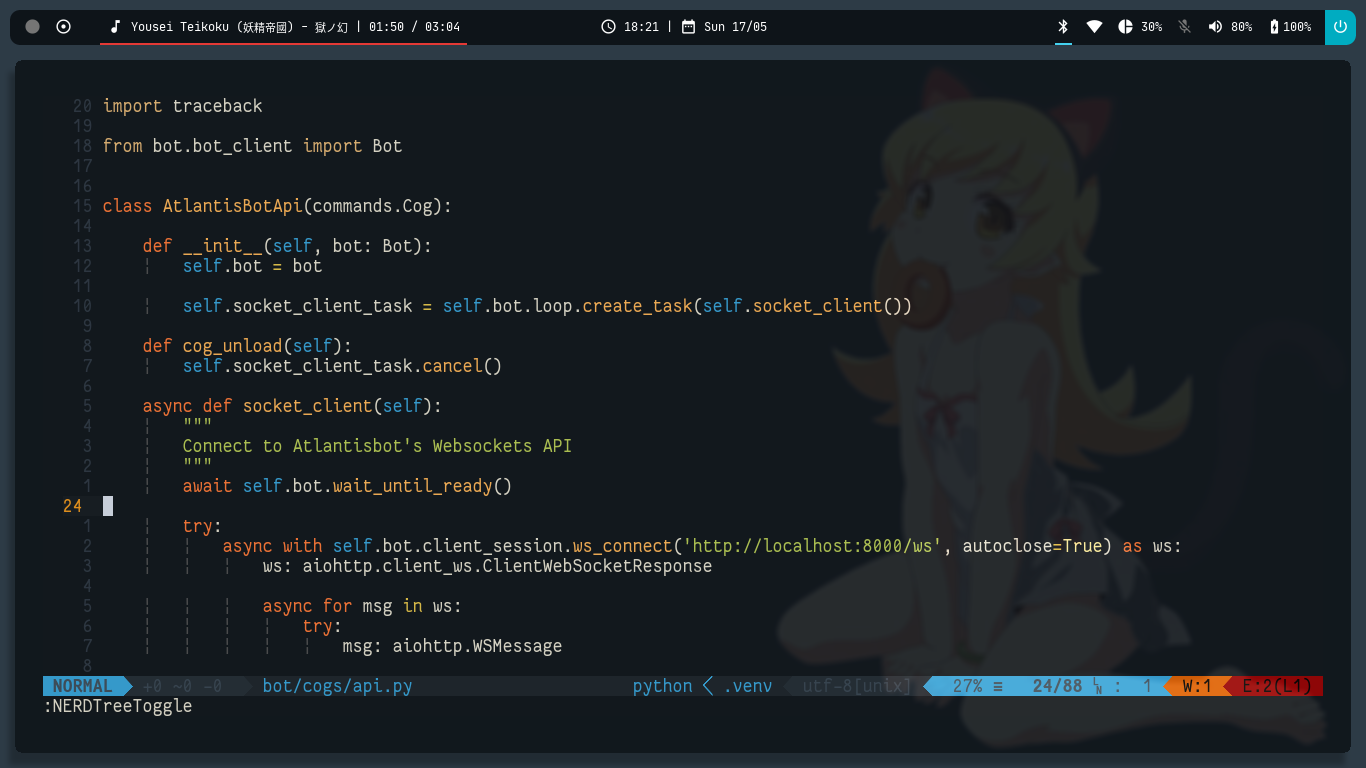 Yousei Teikoku (妖精帝國) - 獄ノ幻 | 01:50 / 03:04
18:21 | Sun 17/05
30% 80% 100%
20 import traceback
19
18 from bot.bot_client import Bot
17
16
15 class AtlantisBotApi(commands.Cog):
14
13     def __init__(self, bot: Bot):
12     ¦   self.bot = bot
11
10     ¦   self.socket_client_task = self.bot.loop.create_task(self.socket_client())
9
8     def cog_unload(self):
7     ¦   self.socket_client_task.cancel()
6
5     async def socket_client(self):
4     ¦   """
3     ¦   Connect to Atlantisbot's Websockets API
2     ¦   """
1     ¦   await self.bot.wait_until_ready()
24
1     ¦   try:
2     ¦   ¦   async with self.bot.client_session.ws_connect('http://localhost:8000/ws', autoclose=True) as ws:
3     ¦   ¦   ¦   ws: aiohttp.client_ws.ClientWebSocketResponse
4
5     ¦   ¦   ¦   async for msg in ws:
6     ¦   ¦   ¦   ¦   try:
7     ¦   ¦   ¦   ¦   ¦   msg: aiohttp.WSMessage
8
NORMAL +0 ~0 -0 bot/cogs/api.py python .venv utf-8[unix] 27% ≡ 24/88 ㏑ : 1 W:1 E:2(L1)
:NERDTreeToggle